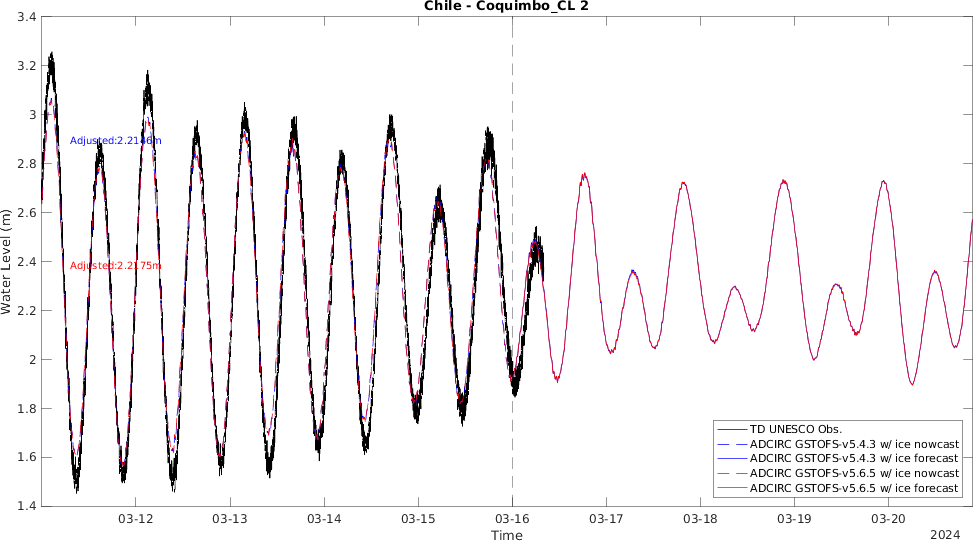 Chile - Coquimbo_CL 2
Water Level (m)
3.4
3.2
3
2.8
2.6
2.4
2.2
2
1.8
1.6
1.4
Adjusted:2.2146m
Adjusted:2.2175m
TD UNESCO Obs.
ADCIRC GSTOFS-v5.4.3 w/ ice nowcast
ADCIRC GSTOFS-v5.4.3 w/ ice forecast
ADCIRC GSTOFS-v5.6.5 w/ ice nowcast
ADCIRC GSTOFS-v5.6.5 w/ ice forecast
03-12 03-13 03-14 03-15 03-16 03-17 03-18 03-19 03-20
Time
2024